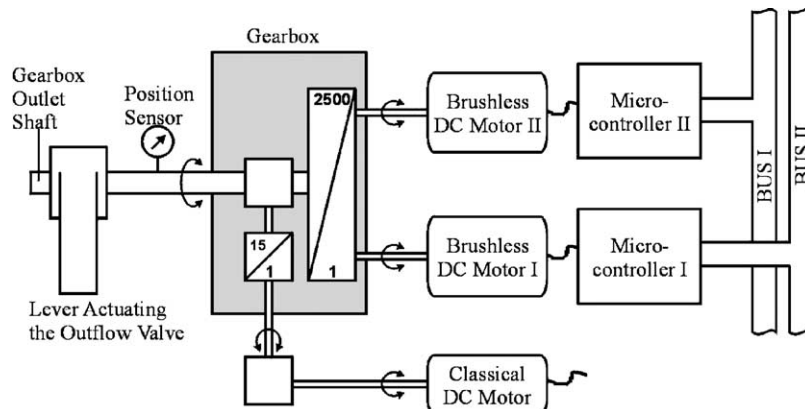 Gearbox
Gearbox
Outlet
Shaft
Position
Sensor
2500
1
15
1
Brushless
DC Motor II
Micro-
controller II
Brushless
DC Motor I
Micro-
controller I
BUS I
BUS II
Lever Actuating
the Outflow Valve
Classical
DC Motor